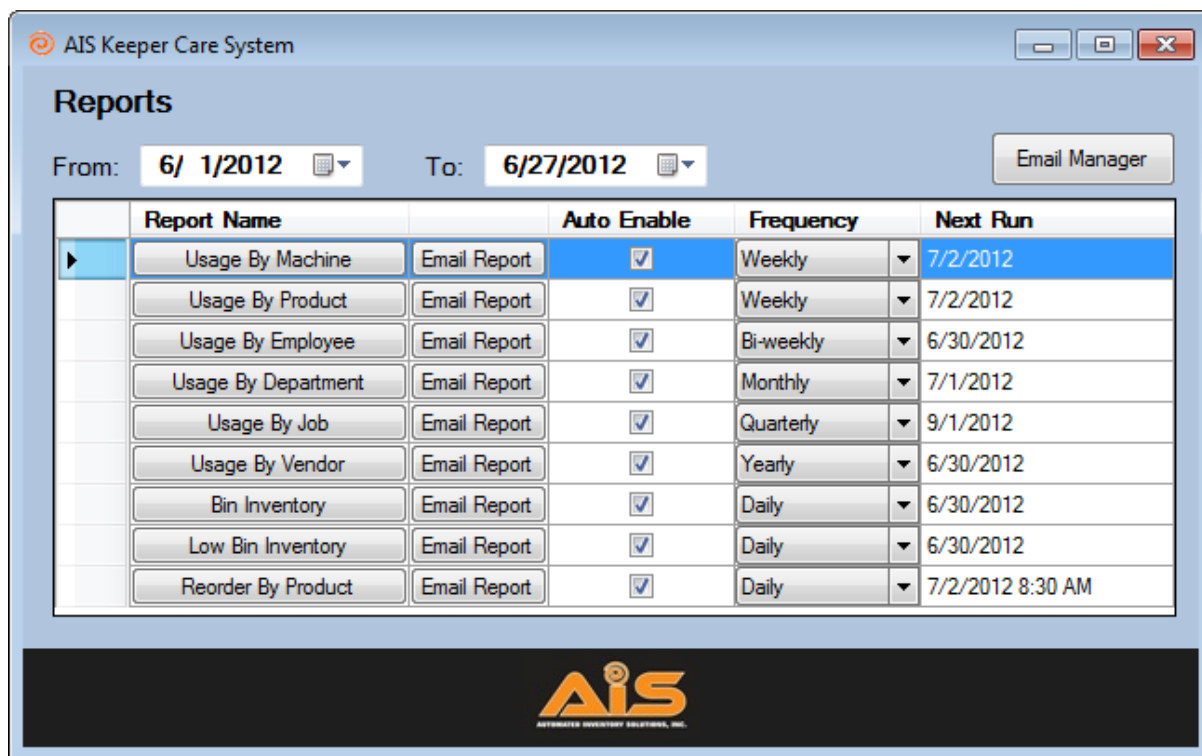 AIS Keeper Care System
Reports
From: 6/ 1/2012 To: 6/27/2012 Email Manager
Report Name Auto Enable Frequency Next Run
Usage By Machine Email Report Weekly 7/2/2012
Usage By Product Email Report Weekly 7/2/2012
Usage By Employee Email Report Bi-weekly 6/30/2012
Usage By Department Email Report Monthly 7/1/2012
Usage By Job Email Report Quarterly 9/1/2012
Usage By Vendor Email Report Yearly 6/30/2012
Bin Inventory Email Report Daily 6/30/2012
Low Bin Inventory Email Report Daily 6/30/2012
Reorder By Product Email Report Daily 7/2/2012 8:30 AM
AiS
AUTOMATED INVENTORY SOLUTIONS, INC.